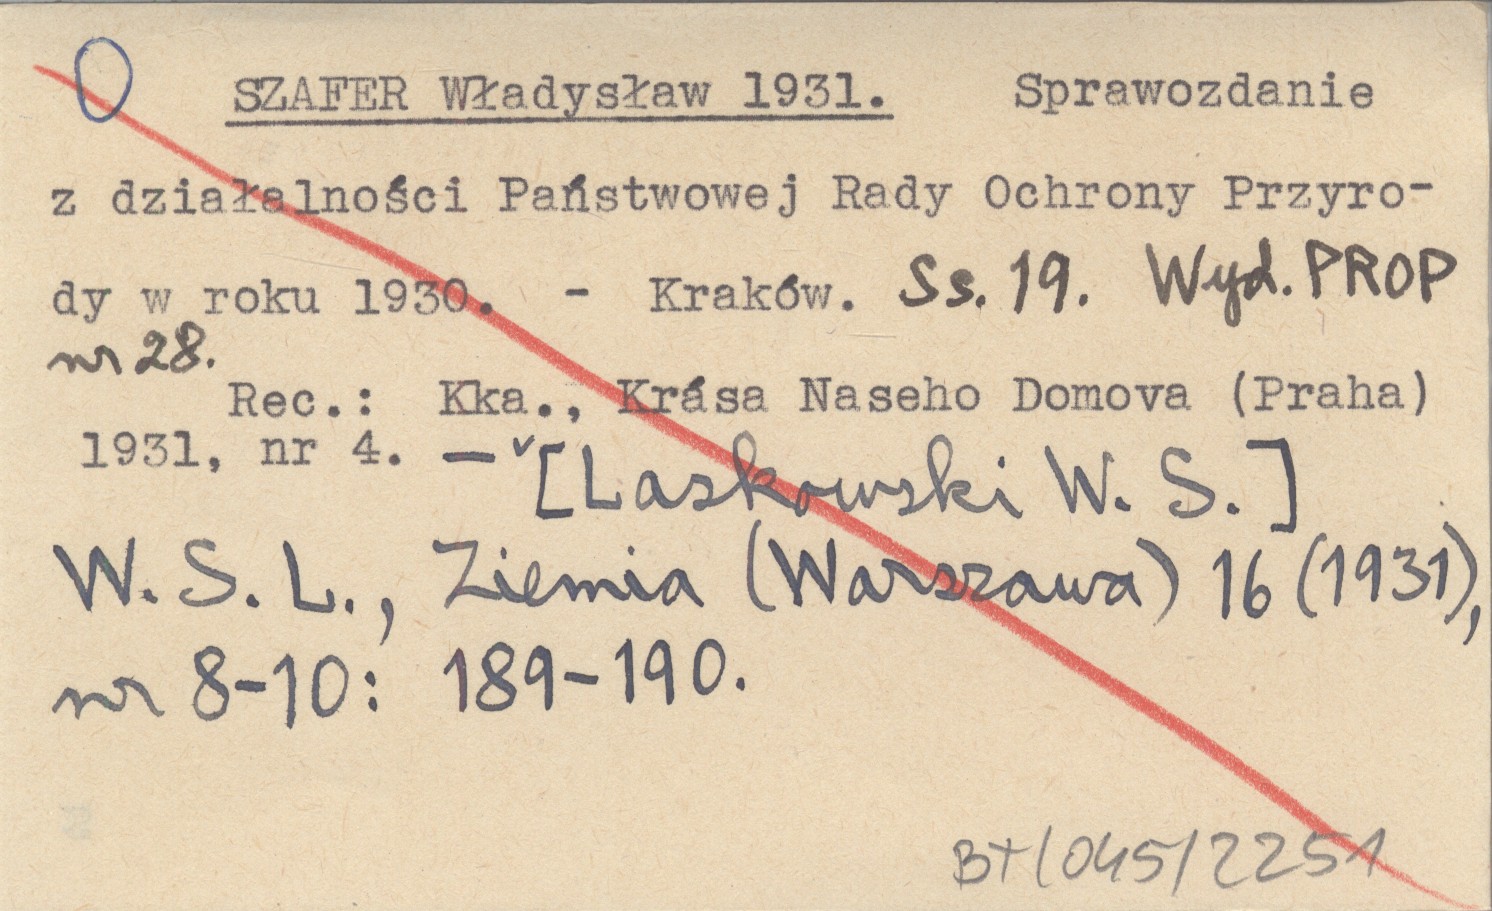 SZAFER Władysław 1931. Sprawozdanie
z działalności Państwowej Rady Ochrony Przyro-
dy w roku 1930. - Kraków. Ss. 19. Wyd. PROP
nr 28.
Rec.: Kka., Krása Naseho Domova (Praha)
1931, nr 4. – [Laskowski W. S.]
W. S. L., Ziemia (Warszawa) 16 (1931),
nr 8-10: 189-190.
BT/045/2251